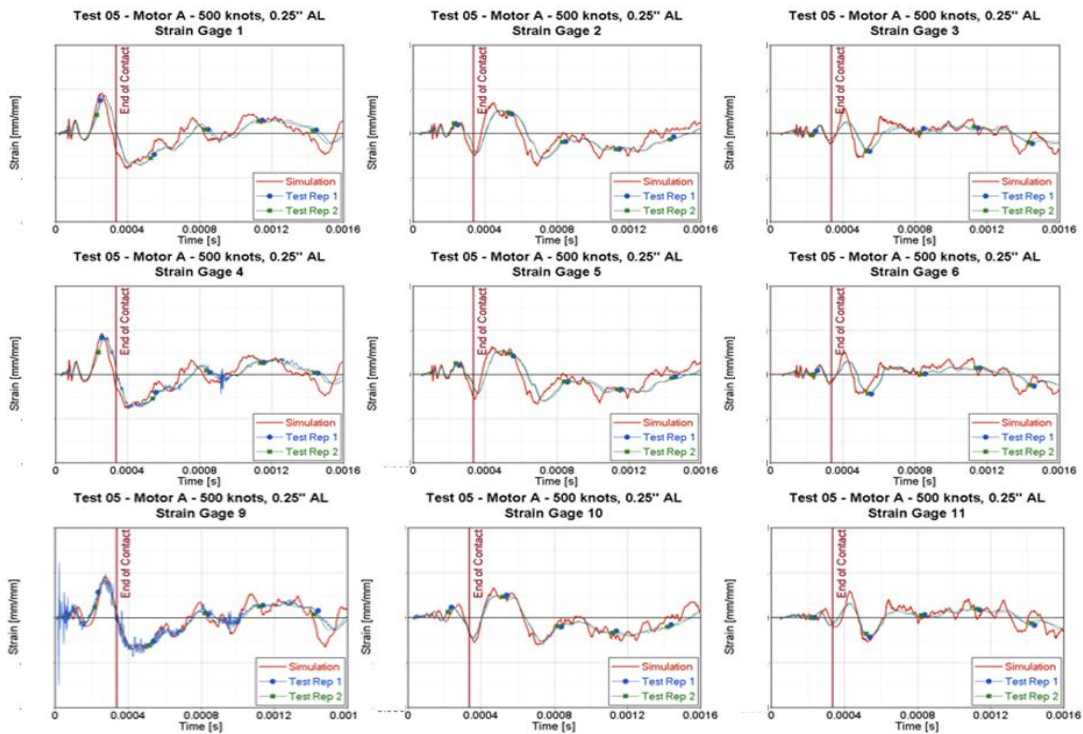 Test 05 - Motor A - 500 knots, 0.25'' AL
Strain Gage 1
Strain [mm/mm]
End of Contact
Simulation
Test Rep 1
Test Rep 2
0 0.0004 0.0008 0.0012 0.0016
Time [s]
Test 05 - Motor A - 500 knots, 0.25'' AL
Strain Gage 2
Strain [mm/mm]
End of Contact
Simulation
Test Rep 1
Test Rep 2
0 0.0004 0.0008 0.0012 0.0016
Time [s]
Test 05 - Motor A - 500 knots, 0.25'' AL
Strain Gage 3
Strain [mm/mm]
End of Contact
Simulation
Test Rep 1
Test Rep 2
0 0.0004 0.0008 0.0012 0.0016
Time [s]
Test 05 - Motor A - 500 knots, 0.25'' AL
Strain Gage 4
Strain [mm/mm]
End of Contact
Simulation
Test Rep 1
Test Rep 2
0 0.0004 0.0008 0.0012 0.0016
Time [s]
Test 05 - Motor A - 500 knots, 0.25'' AL
Strain Gage 5
Strain [mm/mm]
End of Contact
Simulation
Test Rep 1
Test Rep 2
0 0.0004 0.0008 0.0012 0.0016
Time [s]
Test 05 - Motor A - 500 knots, 0.25'' AL
Strain Gage 6
Strain [mm/mm]
End of Contact
Simulation
Test Rep 1
Test Rep 2
0 0.0004 0.0008 0.0012 0.0016
Time [s]
Test 05 - Motor A - 500 knots, 0.25'' AL
Strain Gage 9
Strain [mm/mm]
End of Contact
Simulation
Test Rep 1
Test Rep 2
0 0.0004 0.0008 0.0012 0.001
Time [s]
Test 05 - Motor A - 500 knots, 0.25'' AL
Strain Gage 10
Strain [mm/mm]
End of Contact
Simulation
Test Rep 1
Test Rep 2
0 0.0004 0.0008 0.0012 0.0016
Time [s]
Test 05 - Motor A - 500 knots, 0.25'' AL
Strain Gage 11
Strain [mm/mm]
End of Contact
Simulation
Test Rep 1
Test Rep 2
0 0.0004 0.0008 0.0012 0.0016
Time [s]